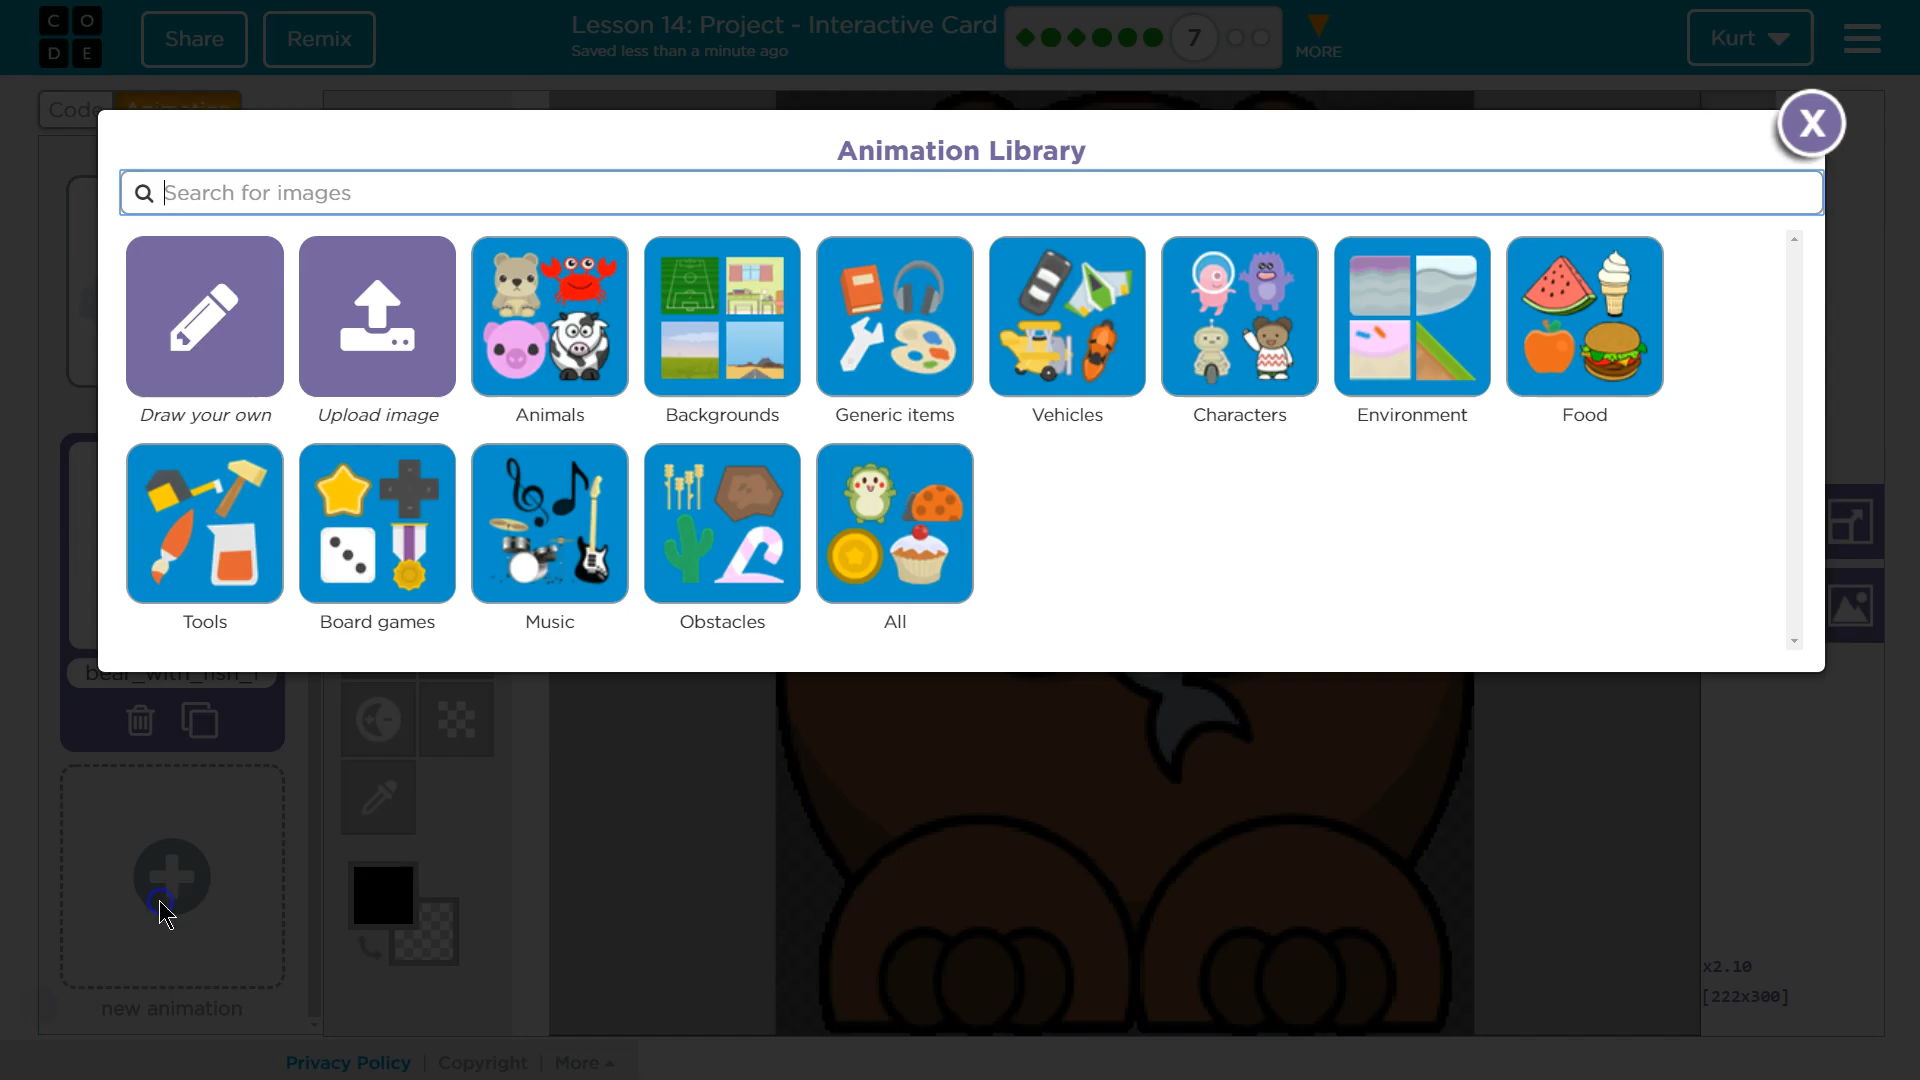 C O
D E
Share
Remix
Lesson 14: Project - Interactive Card
Saved less than a minute ago
7
MORE
Kurt
Code
Animation
Animation Library
X
Search for images
Draw your own
Upload image
Animals
Backgrounds
Generic items
Vehicles
Characters
Environment
Food
Tools
Board games
Music
Obstacles
All
bear_with_fish_1
new animation
x2.10
[222x300]
Privacy Policy | Copyright | More